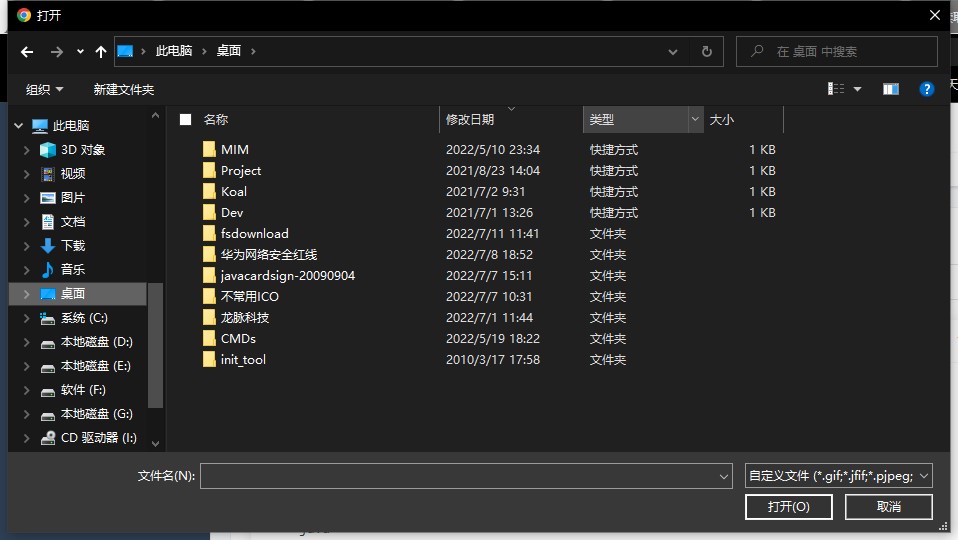 打开
此电脑 桌面
在 桌面 中搜索
组织 新建文件夹
此电脑
3D 对象
视频
图片
文档
下载
音乐
桌面
系统 (C:)
本地磁盘 (D:)
本地磁盘 (E:)
软件 (F:)
本地磁盘 (G:)
CD 驱动器 (I:)
名称 修改日期 类型 大小
MIM 2022/5/10 23:34 快捷方式 1 KB
Project 2021/8/23 14:04 快捷方式 1 KB
Koal 2021/7/2 9:31 快捷方式 1 KB
Dev 2021/7/1 13:26 快捷方式 1 KB
fsdownload 2022/7/11 11:41 文件夹
华为网络安全红线 2022/7/8 18:52 文件夹
javacardsign-20090904 2022/7/7 15:11 文件夹
不常用ICO 2022/7/7 10:31 文件夹
龙脉科技 2022/7/1 11:44 文件夹
CMDs 2022/5/19 18:22 文件夹
init_tool 2010/3/17 17:58 文件夹
文件名(N): 自定义文件 (*.gif;*.jfif;*.pjpeg;
打开(O) 取消